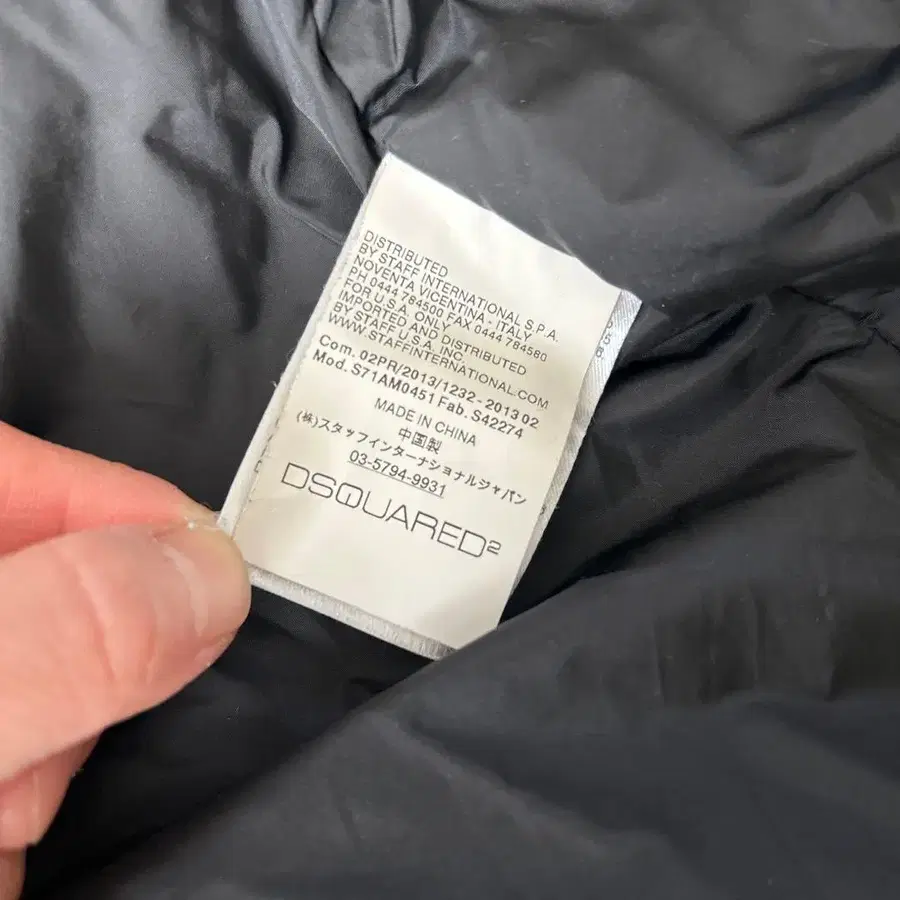 DISTRIBUTED
BY STAFF INTERNATIONAL S.P.A.
NOVENTA VICENTINA - ITALY
PH 0444 784500 FAX 0444 784560
FOR U.S.A. ONLY
IMPORTED AND DISTRIBUTED
BY STAFF U.S.A. INC.
WWW.STAFFINTERNATIONAL.COM
Com. 02PR/2013/1232 - 2013 02
Mod. S71AM0451 Fab. S42274
MADE IN CHINA
中国製
(株)スタッフインターナショナルジャパン
03-5794-9931
DSQUARED2